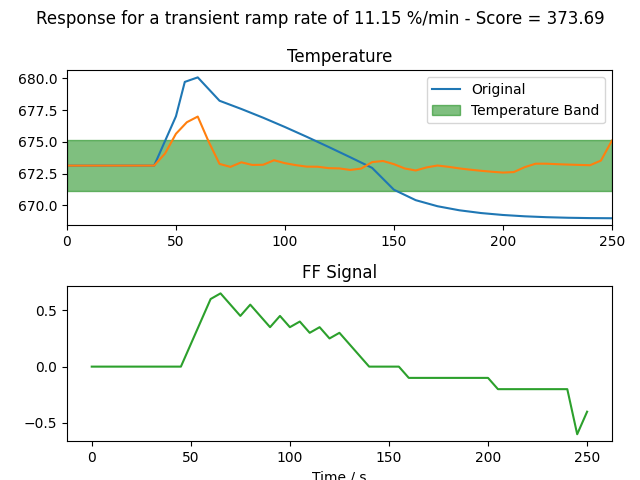 Response for a transient ramp rate of 11.15 %/min - Score = 373.69
Temperature
680.0
677.5
675.0
672.5
670.0
Original
Temperature Band
0 50 100 150 200 250
FF Signal
0.5
0.0
−0.5
0 50 100 150 200 250
Time / s